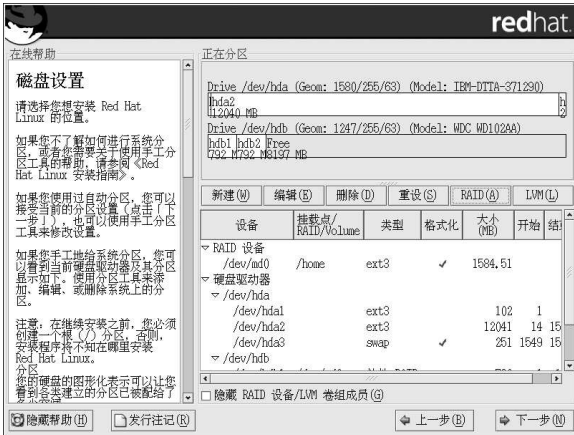 redhat.
在线帮助
磁盘设置
请选择您想安装 Red Hat
Linux 的位置。
如果您不了解如何进行系统分
区，或者您需要关于使用手工分
区工具的帮助，请参阅《Red
Hat Linux 安装指南》。
如果您使用过自动分区，您可以
接受当前的分区设置（点击「下
一步」），也可以使用手工分区
工具来修改设置。
如果您手工地给系统分区，您可
以看到当前硬盘驱动器及其分区
显示如下。使用分区工具来添
加、编辑、或删除系统上的分
区。
注意：在继续安装之前，您必须
创建一个根（/）分区，否则，
安装程序将不知在哪里安装
Red Hat Linux。
分区
您的硬盘的图形化表示可以让您
看到各类建立的分区已被配给了
正在分区
Drive /dev/hda (Geom: 1580/255/63) (Model: IBM-DTTA-371290)
hda2 h
12040 MB 2
Drive /dev/hdb (Geom: 1247/255/63) (Model: WDC WD102AA)
hdb1 hdb2 Free
792 M 792 M 8197 MB
新建(W) 编辑(E) 删除(D) 重设(S) RAID(A) LVM(L)
设备 挂载点/RAID/Volume 类型 格式化 大小(MB) 开始 结
RAID 设备
/dev/md0 /home ext3 ✓ 1584.51
硬盘驱动器
/dev/hda
/dev/hda1 ext3 102 1
/dev/hda2 ext3 12041 14 15
/dev/hda3 swap ✓ 251 1549 15
/dev/hdb
隐藏 RAID 设备/LVM 卷组成员(G)
隐藏帮助(H) 发行注记(R) 上一步(B) 下一步(N)